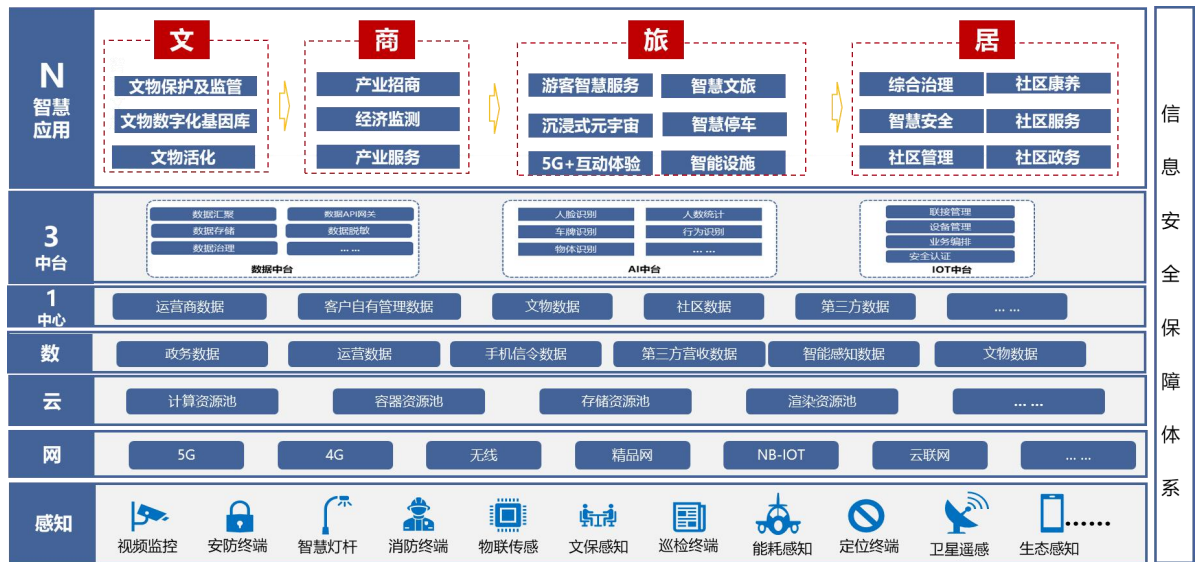 N
智慧
应用
文
文物保护及监管
文物数字化基因库
文物活化
商
产业招商
经济监测
产业服务
旅
游客智慧服务 智慧文旅
沉浸式元宇宙 智慧停车
5G+互动体验 智能设施
居
综合治理 社区康养
智慧安全 社区服务
社区管理 社区政务
3
中台
数据汇聚 数据API网关
数据存储 数据脱敏
数据治理 ... ...
数据中台
人脸识别 人数统计
车牌识别 行为识别
物体识别 ... ...
AI中台
联接管理
设备管理
业务编排
安全认证
IOT中台
1
中心
运营商数据 客户自有管理数据 文物数据 社区数据 第三方数据 ... ...
数
政务数据 运营数据 手机信令数据 第三方营收数据 智能感知数据 文物数据
云
计算资源池 容器资源池 存储资源池 渲染资源池 ... ...
网
5G 4G 无线 精品网 NB-IOT 云联网 ... ...
感知
视频监控 安防终端 智慧灯杆 消防终端 物联传感 文保感知 巡检终端 能耗感知 定位终端 卫星遥感 生态感知 ......
信息安全保障体系